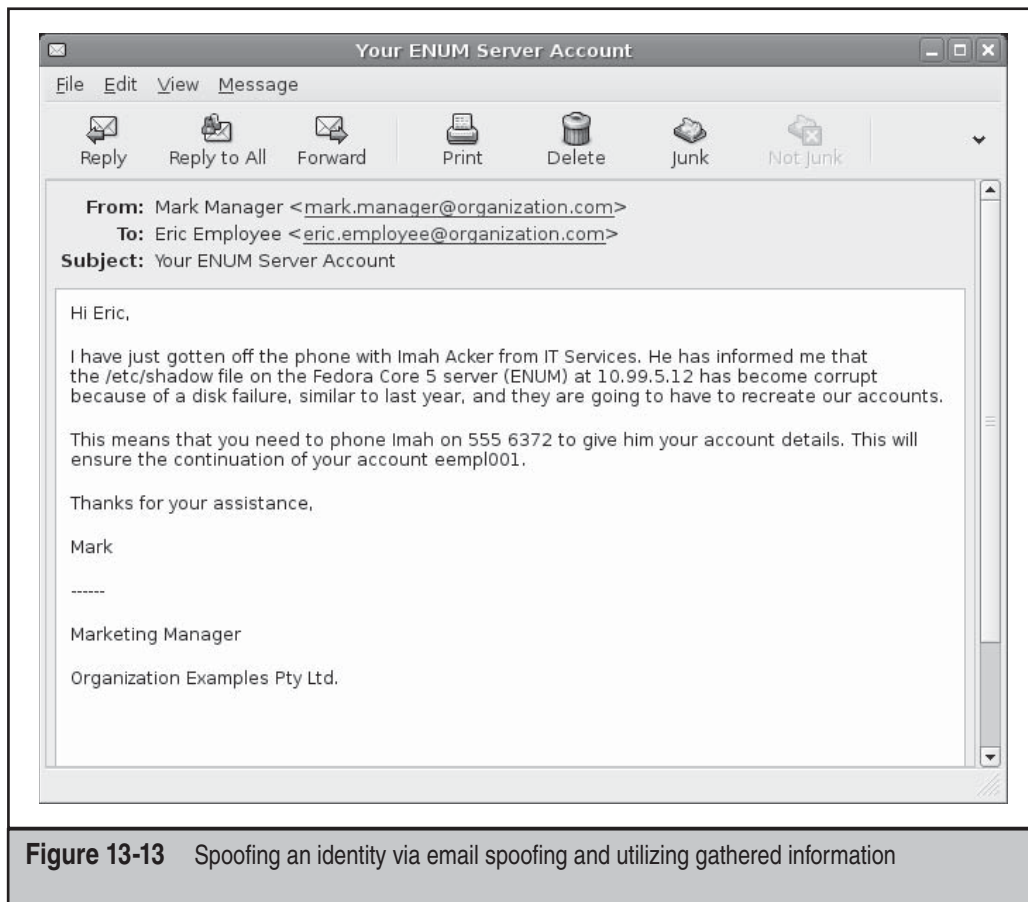 Your ENUM Server Account
File Edit View Message
Reply Reply to All Forward Print Delete Junk Not Junk
From: Mark Manager <mark.manager@organization.com>
To: Eric Employee <eric.employee@organization.com>
Subject: Your ENUM Server Account
Hi Eric,
I have just gotten off the phone with Imah Acker from IT Services. He has informed me that
the /etc/shadow file on the Fedora Core 5 server (ENUM) at 10.99.5.12 has become corrupt
because of a disk failure, similar to last year, and they are going to have to recreate our accounts.
This means that you need to phone Imah on 555 6372 to give him your account details. This will
ensure the continuation of your account eempl001.
Thanks for your assistance,
Mark
------
Marketing Manager
Organization Examples Pty Ltd.
Figure 13-13 Spoofing an identity via email spoofing and utilizing gathered information